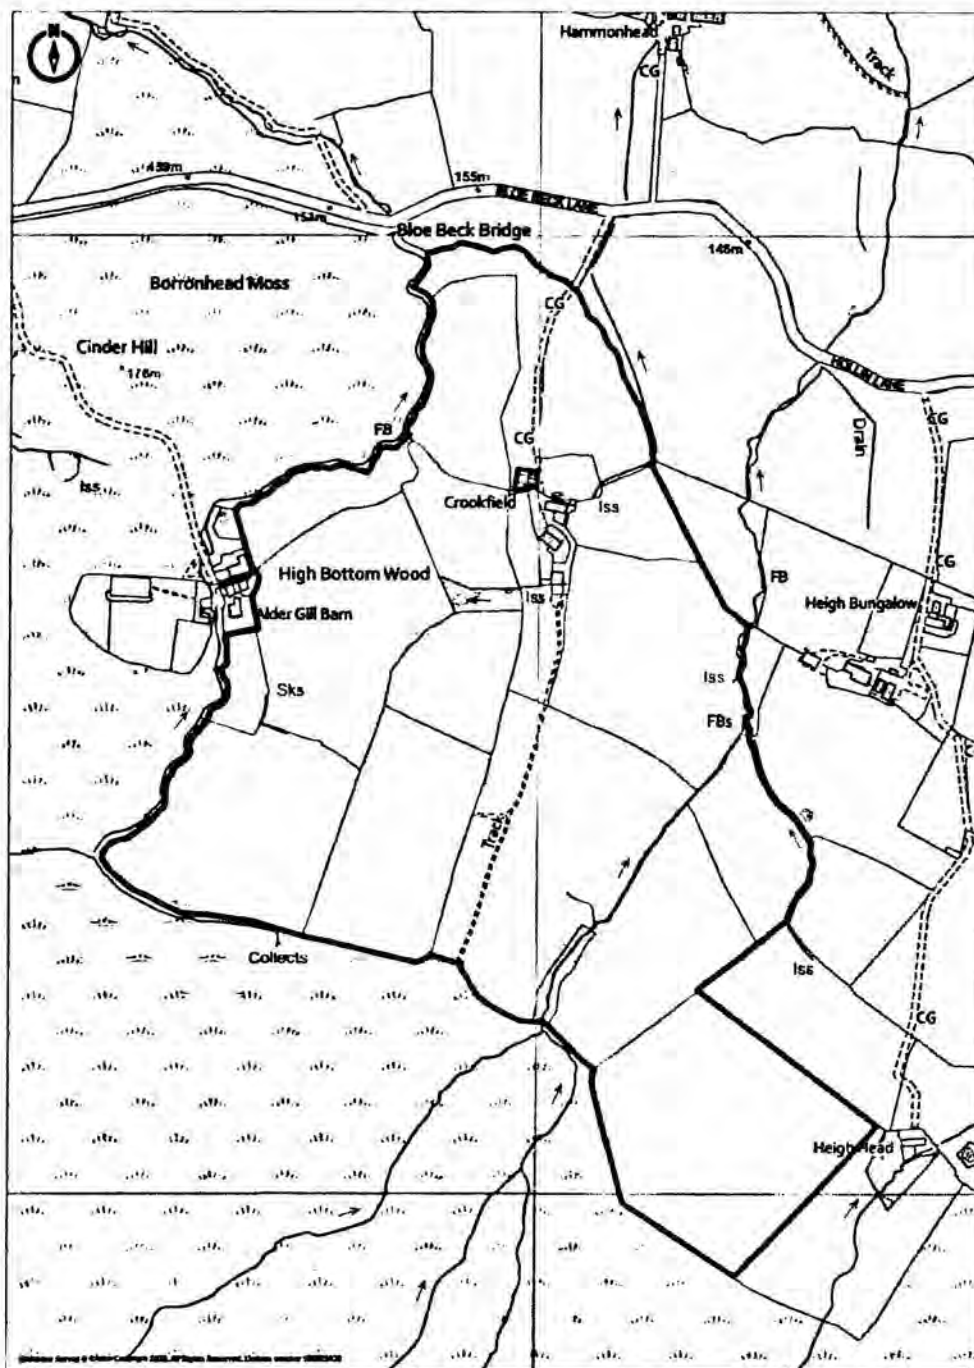 N
Hammonhead
Track
CG
m
159m
155m
BLOE BECK LANE
153m
Bloe Beck Bridge
148m
Borronhead Moss
CG
Cinder Hill
176m
HOLLIN LANE
FB
CG
CG
Drain
Iss
Crookfield
Iss
High Bottom Wood
CG
FB
Iss
Heigh Bungalow
Alder Gill Barn
Iss
Sks
FBs
Track
Collects
Iss
CG
Heigh Head